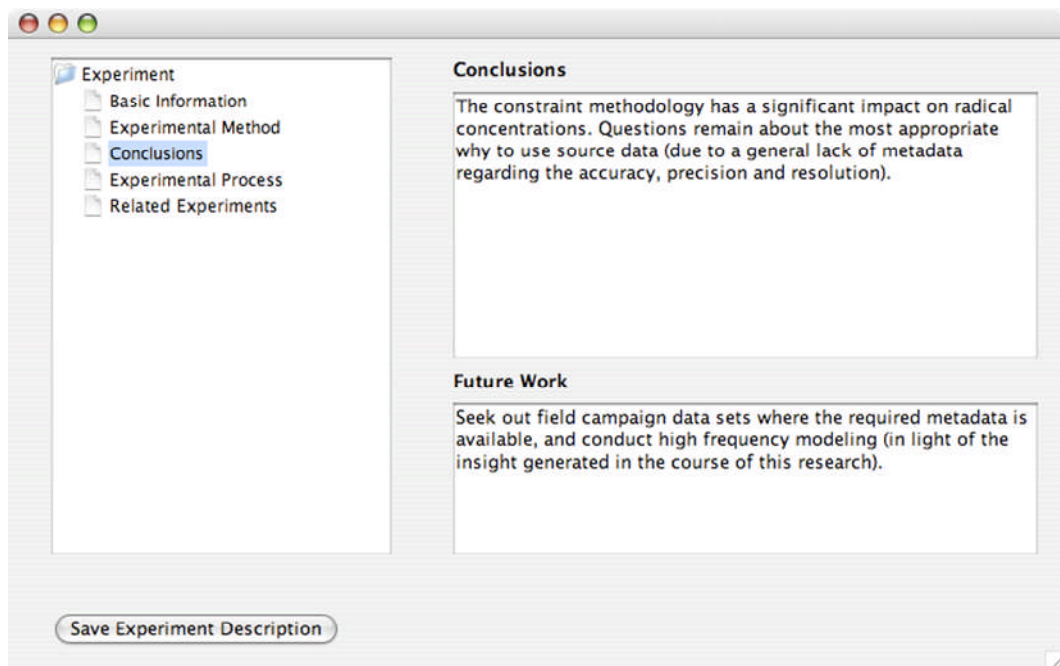 Experiment
Basic Information
Experimental Method
Conclusions
Experimental Process
Related Experiments
Conclusions
The constraint methodology has a significant impact on radical
concentrations. Questions remain about the most appropriate
why to use source data (due to a general lack of metadata
regarding the accuracy, precision and resolution).
Future Work
Seek out field campaign data sets where the required metadata is
available, and conduct high frequency modeling (in light of the
insight generated in the course of this research).
Save Experiment Description